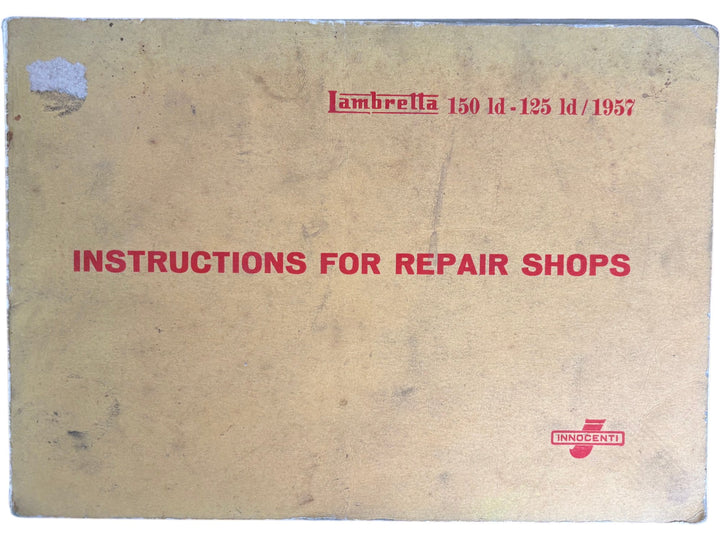 Lambretta 150 ld - 125 ld / 1957
INSTRUCTIONS FOR REPAIR SHOPS
INNOCENTI